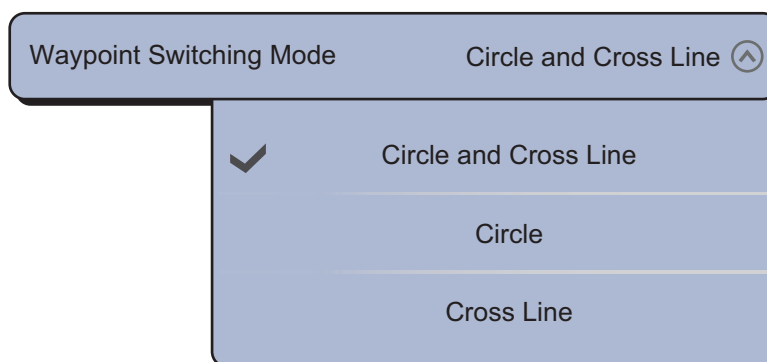 Waypoint Switching Mode Circle and Cross Line
Circle and Cross Line
Circle
Cross Line